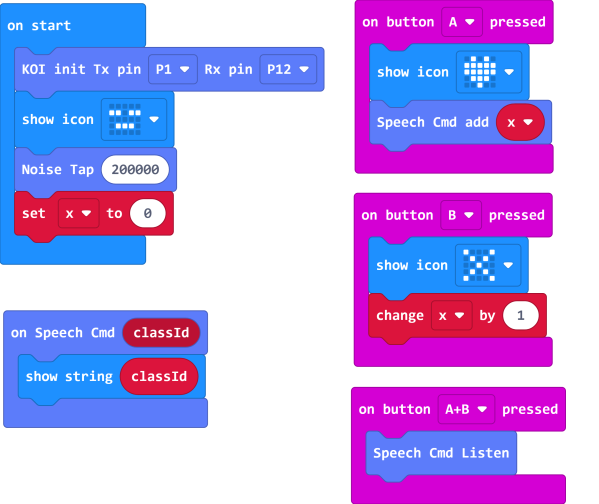 on start
KOI init Tx pin P1 Rx pin P12
show icon
Noise Tap 200000
set x to 0
on Speech Cmd classId
show string classId
on button A pressed
show icon
Speech Cmd add x
on button B pressed
show icon
change x by 1
on button A+B pressed
Speech Cmd Listen